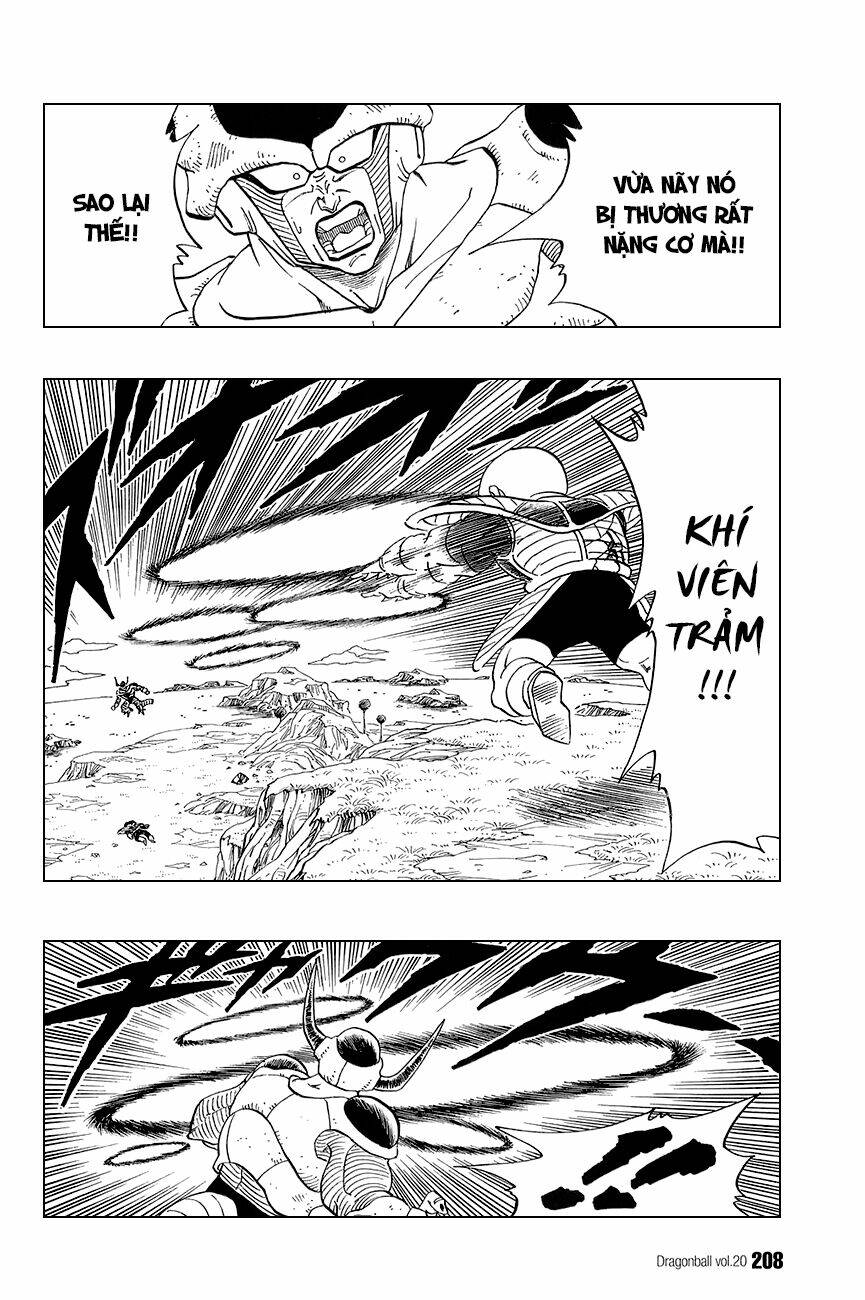 VỪA NÃY NÓ
BỊ THƯƠNG RẤT
NẶNG CƠ MÀ!!
SAO LẠI
THẾ!!
KHÍ
VIÊN
TRẢM
!!!
Dragonball vol.20 208